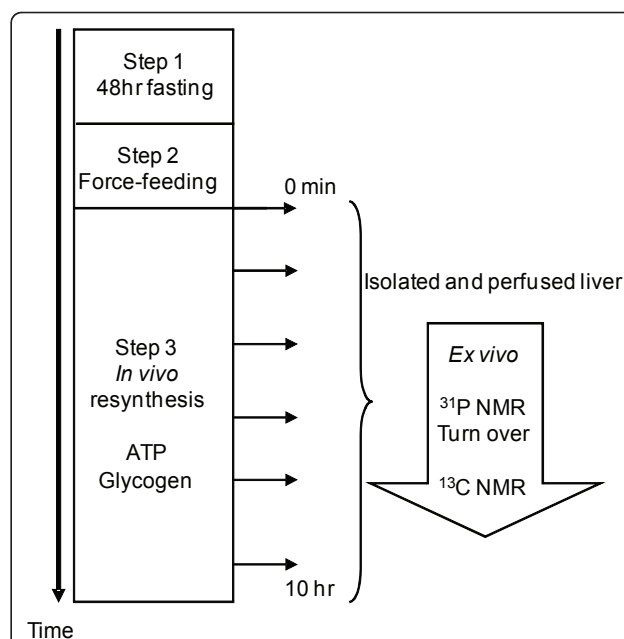 Step 1
48hr fasting
Step 2
Force-feeding
0 min
Isolated and perfused liver
Step 3
In vivo
resynthesis
ATP
Glycogen
Ex vivo
³¹P NMR
Turn over
¹³C NMR
10 hr
Time